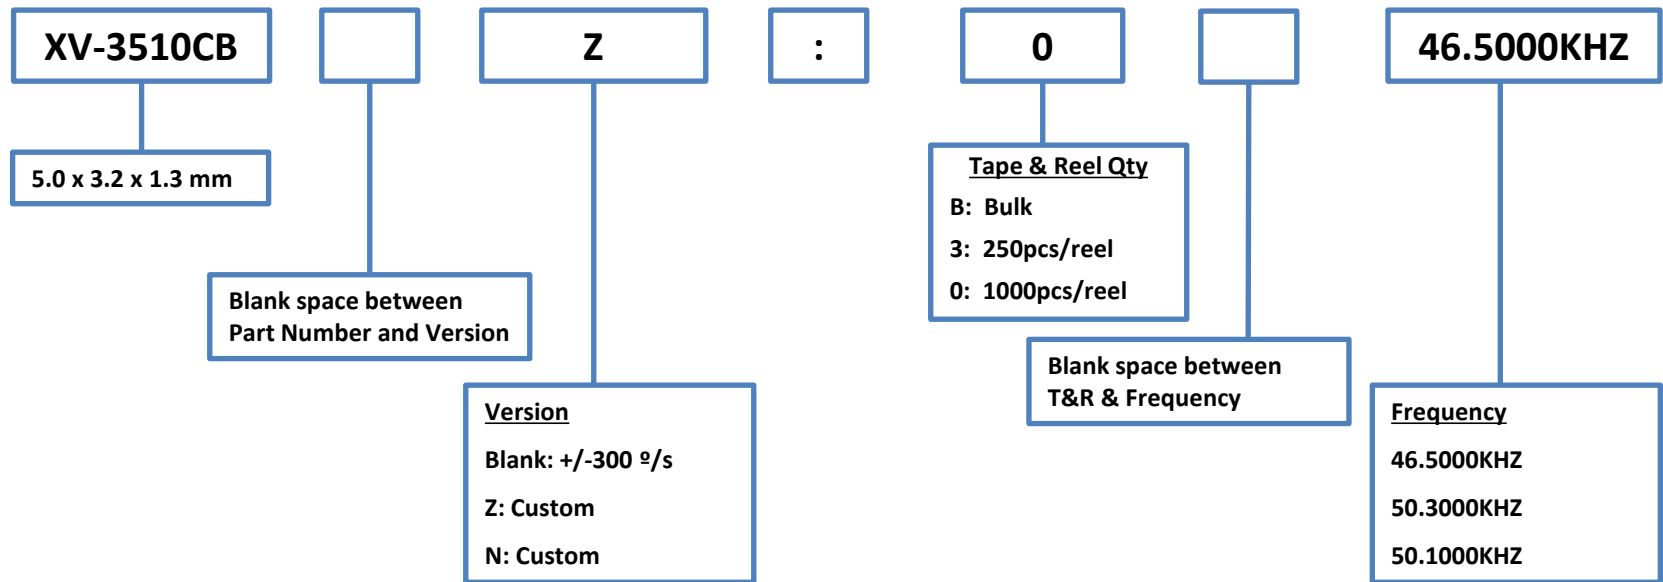 XV-3510CB
Z
:
0
46.5000KHZ
5.0 x 3.2 x 1.3 mm
Blank space between
Part Number and Version
Version
Blank: +/-300 º/s
Z: Custom
N: Custom
Tape & Reel Qty
B: Bulk
3: 250pcs/reel
0: 1000pcs/reel
Blank space between
T&R & Frequency
Frequency
46.5000KHZ
50.3000KHZ
50.1000KHZ